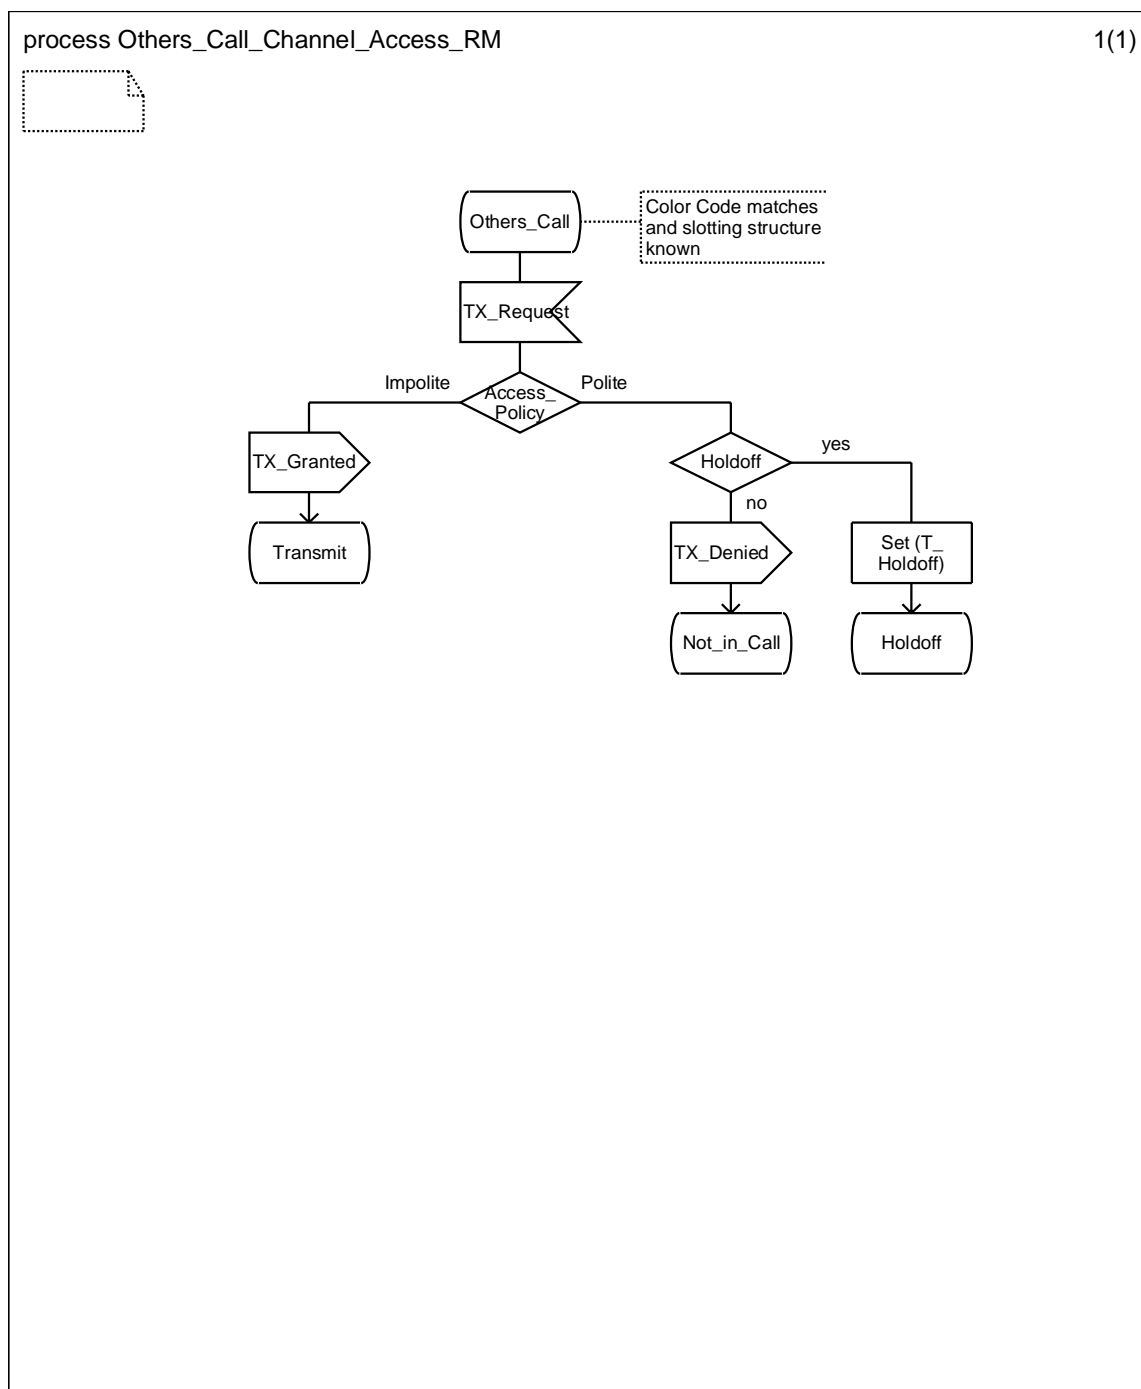 process Others_Call_Channel_Access_RM
1(1)
Others_Call
Color Code matches
and slotting structure
known
TX_Request
Impolite
Access_
Policy
Polite
TX_Granted
Holdoff
yes
no
Transmit
TX_Denied
Set (T_
Holdoff)
Not_in_Call
Holdoff